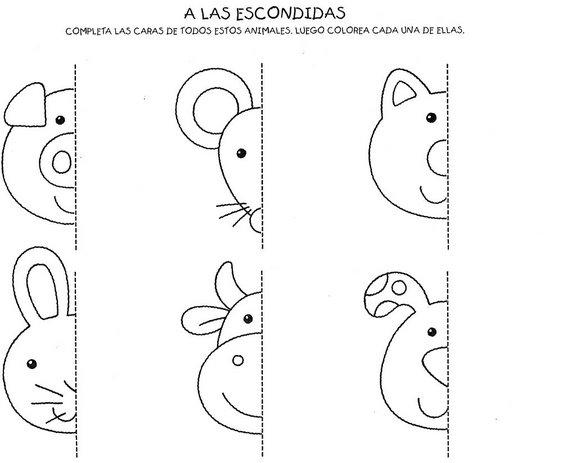 A LAS ESCONDIDAS
COMPLETA LAS CARAS DE TODOS ESTOS ANIMALES. LUEGO COLOREA CADA UNA DE ELLAS.